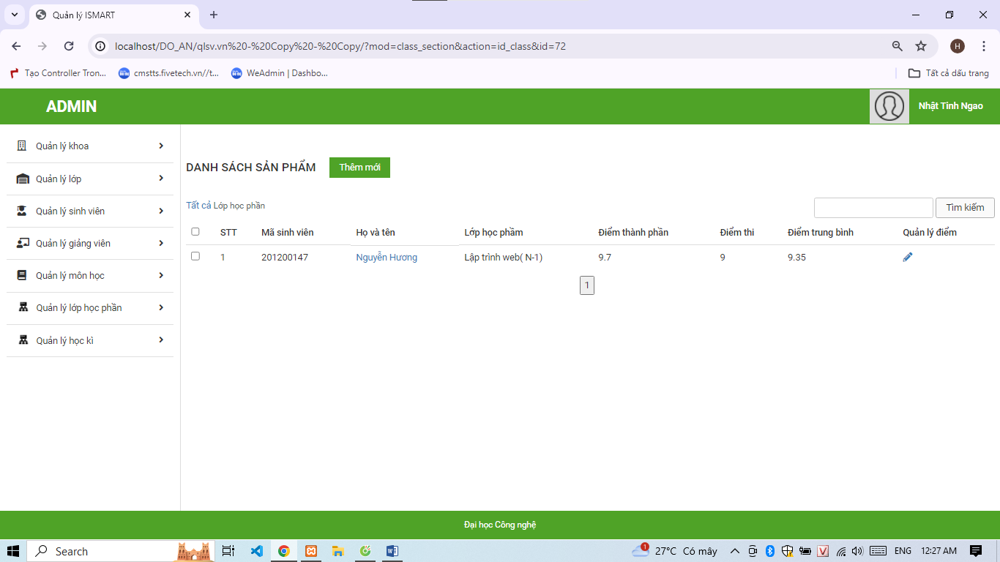 Quản lý ISMART
localhost/DO_AN/qlsv.vn%20-%20Copy%20-%20Copy/?mod=class_section&action=id_class&id=72
H
Tạo Controller Tron...
cmstts.fivetech.vn//t...
WeAdmin | Dashbo...
Tất cả dấu trang
ADMIN
Nhật Tinh Ngao
Quản lý khoa
Quản lý lớp
Quản lý sinh viên
Quản lý giảng viên
Quản lý môn học
Quản lý lớp học phần
Quản lý học kì
DANH SÁCH SẢN PHẨM
Thêm mới
Tất cả Lớp học phần
Tìm kiếm
STT Mã sinh viên Họ và tên Lớp học phầm Điểm thành phần Điểm thi Điểm trung bình Quản lý điểm
1 201200147 Nguyễn Hương Lập trình web( N-1) 9.7 9 9.35
1
Đại học Công nghệ
Search
1
27°C Có mây
V
ENG
12:27 AM